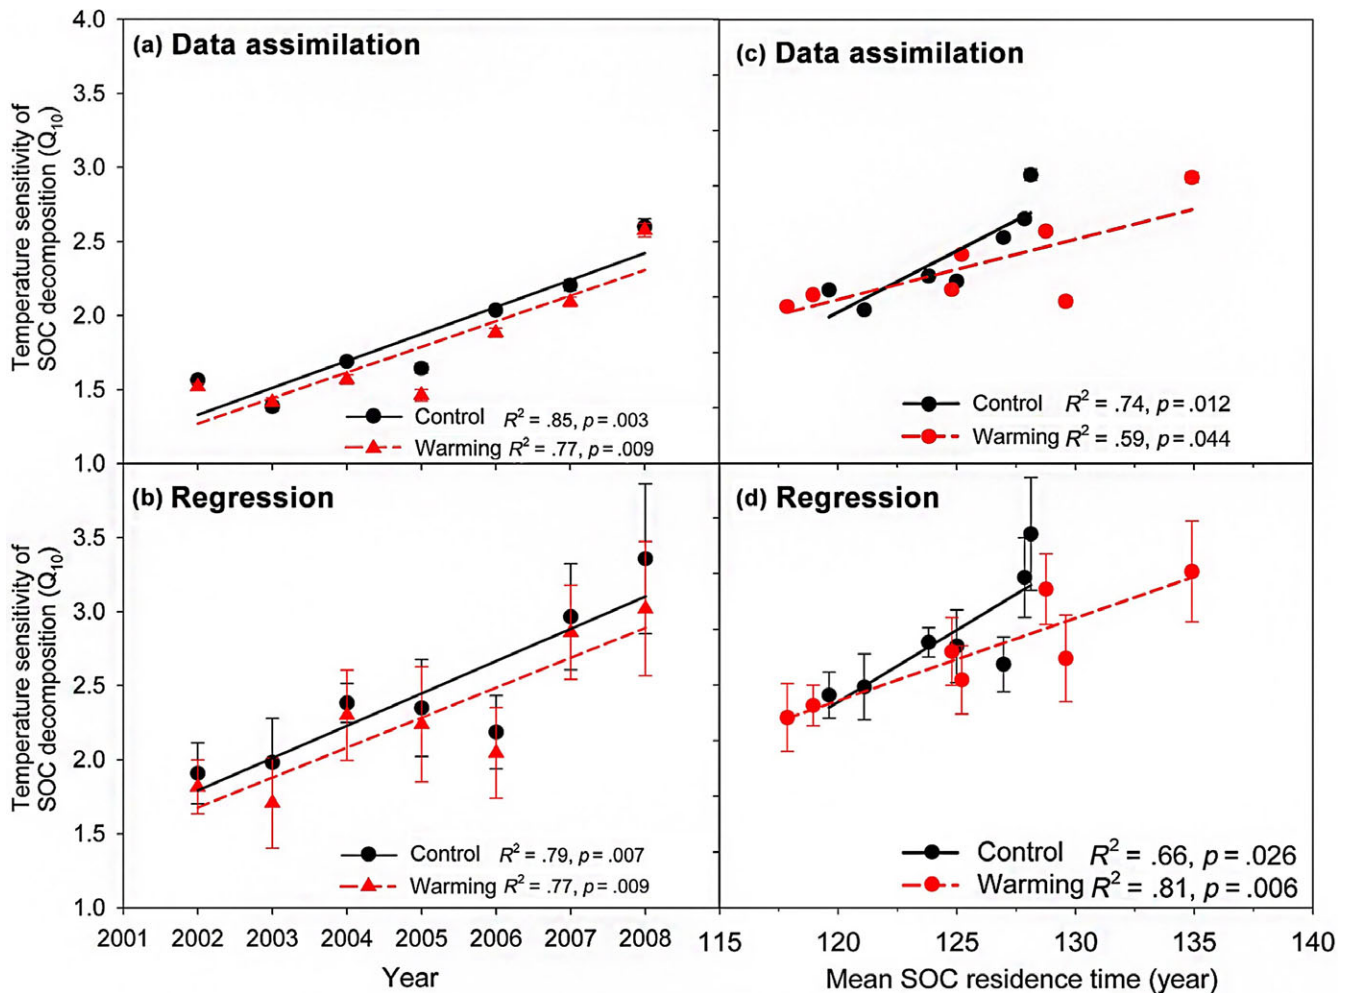 (a) Data assimilation
(c) Data assimilation
Temperature sensitivity of
SOC decomposition (Q10)
4.0
3.5
3.0
2.5
2.0
1.5
1.0
Control R2 = .85, p = .003
Warming R2 = .77, p = .009
Control R2 = .74, p = .012
Warming R2 = .59, p = .044
(b) Regression
(d) Regression
Temperature sensitivity of
SOC decomposition (Q10)
3.5
3.0
2.5
2.0
1.5
1.0
Control R2 = .79, p = .007
Warming R2 = .77, p = .009
Control R2 = .66, p = .026
Warming R2 = .81, p = .006
2001 2002 2003 2004 2005 2006 2007 2008
115 120 125 130 135 140
Year
Mean SOC residence time (year)